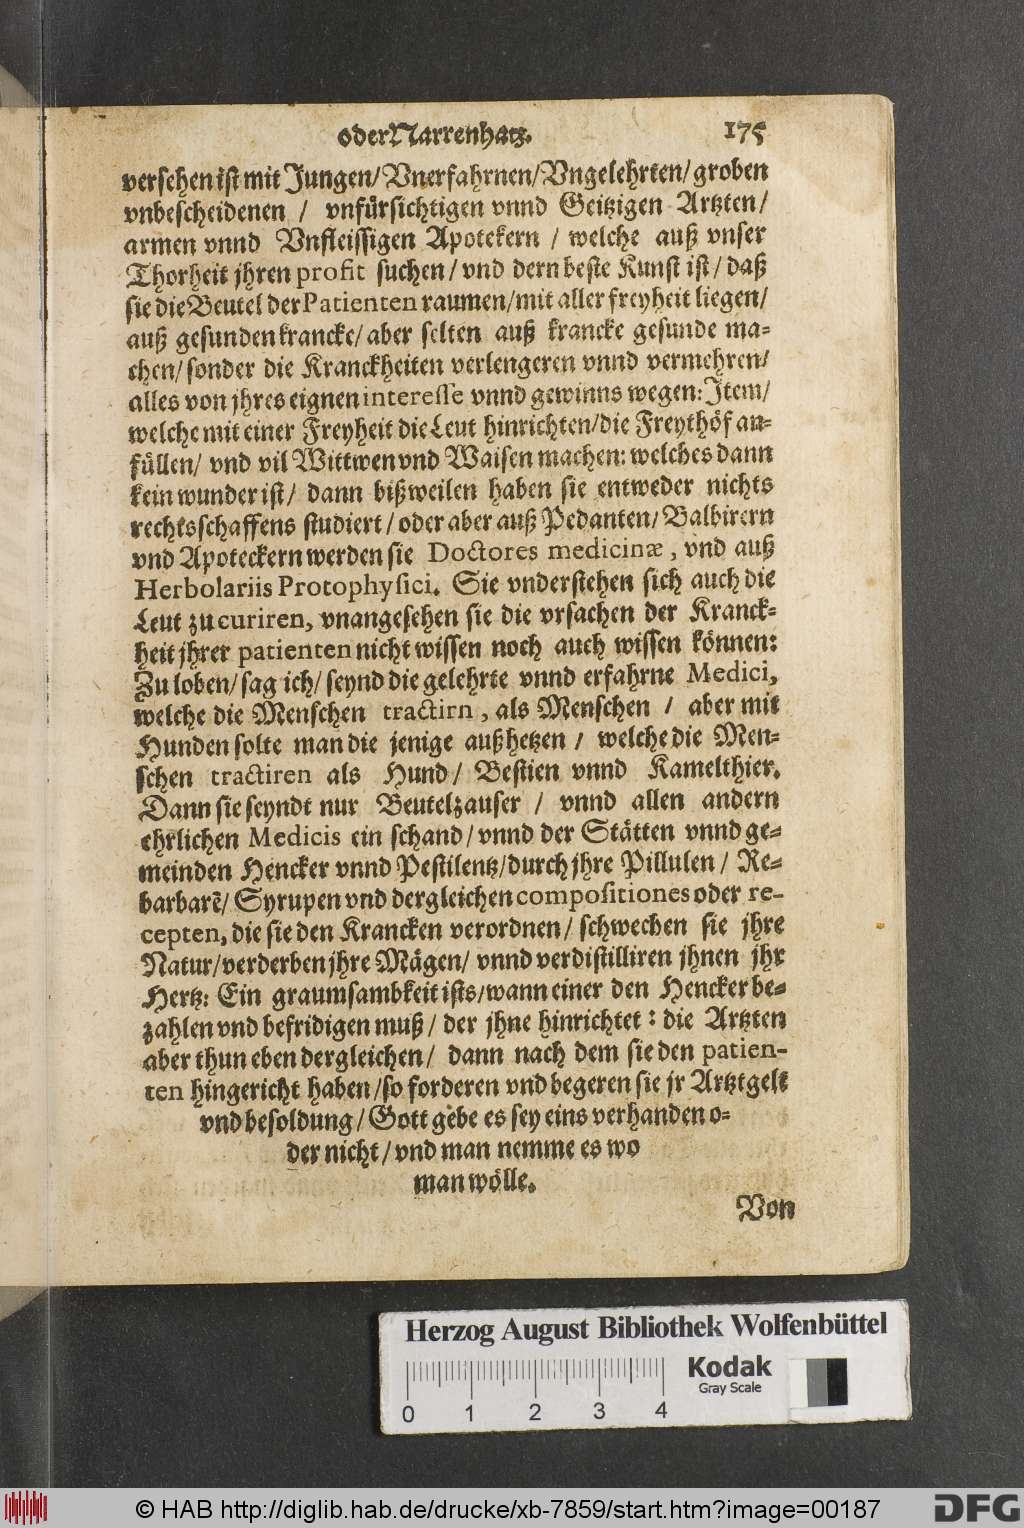 oder Narrenhatz. 175
versehen ist mit Jungen/ Vnerfahrnen/ Vngelehrten/ groben
vnbescheidenen / vnfürsichtigen vnnd Geitzigen Artzten/
armen vnnd Vnfleissigen Apotekern / welche auß vnser
Thorheit jhren profit suchen/ vnd dern beste Kunst ist/ daß
sie die Beutel der Patienten raumen/ mit aller freyheit liegen/
auß gesunden krancke/ aber selten auß krancke gesunde ma-
chen/ sonder die Kranckheiten verlengeren vnnd vermehren/
alles von jhres eignen interesse vnnd gewinns wegen: Item/
welche mit einer Freyheit die Leut hinrichten/ die Freythöf an-
füllen/ vnd vil Wittwen vnd Waisen machen: welches dann
kein wunder ist/ dann bißweilen haben sie entweder nichts
rechtsschaffens studiert/ oder aber auß Pedanten/ Balbirern
vnd Apoteckern werden sie Doctores medicinæ, vnd auß
Herbolariis Protophysici. Sie vnderstehen sich auch die
Leut zu curiren, vnangesehen sie die vrsachen der Kranck-
heit jhrer patienten nicht wissen noch auch wissen können:
Zu loben/ sag ich/ seynd die gelehrte vnnd erfahrne Medici,
welche die Menschen tractirn, als Menschen / aber mit
Hunden solte man die jenige außhetzen / welche die Men-
schen tractiren als Hund/ Bestien vnnd Kamelthier.
Dann sie seyndt nur Beutelzauser / vnnd allen andern
ehrlichen Medicis ein schand/ vnnd der Stätten vnnd ge-
meinden Hencker vnnd Pestilentz/ durch jhre Pillulen/ Re-
barbarē/ Syrupen vnd dergleichen compositiones oder re-
cepten, die sie den Krancken verordnen/ schwechen sie jhre
Natur/ verderben jhre Mägen/ vnnd verdistilliren jhnen jhr
Hertz: Ein graumsambkeit ists/ wann einer den Hencker be-
zahlen vnd befridigen muß/ der jhne hinrichtet: die Artzten
aber thun eben dergleichen/ dann nach dem sie den patien-
ten hingericht haben/ so forderen vnd begeren sie jr Artztgelt
vnd besoldung/ Gott gebe es sey eins verhanden o-
der nicht/ vnd man nemme es wo
man wölle.
Von
Herzog August Bibliothek Wolfenbüttel
Kodak
Gray Scale
0 1 2 3 4
© HAB http://diglib.hab.de/drucke/xb-7859/start.htm?image=00187
DFG